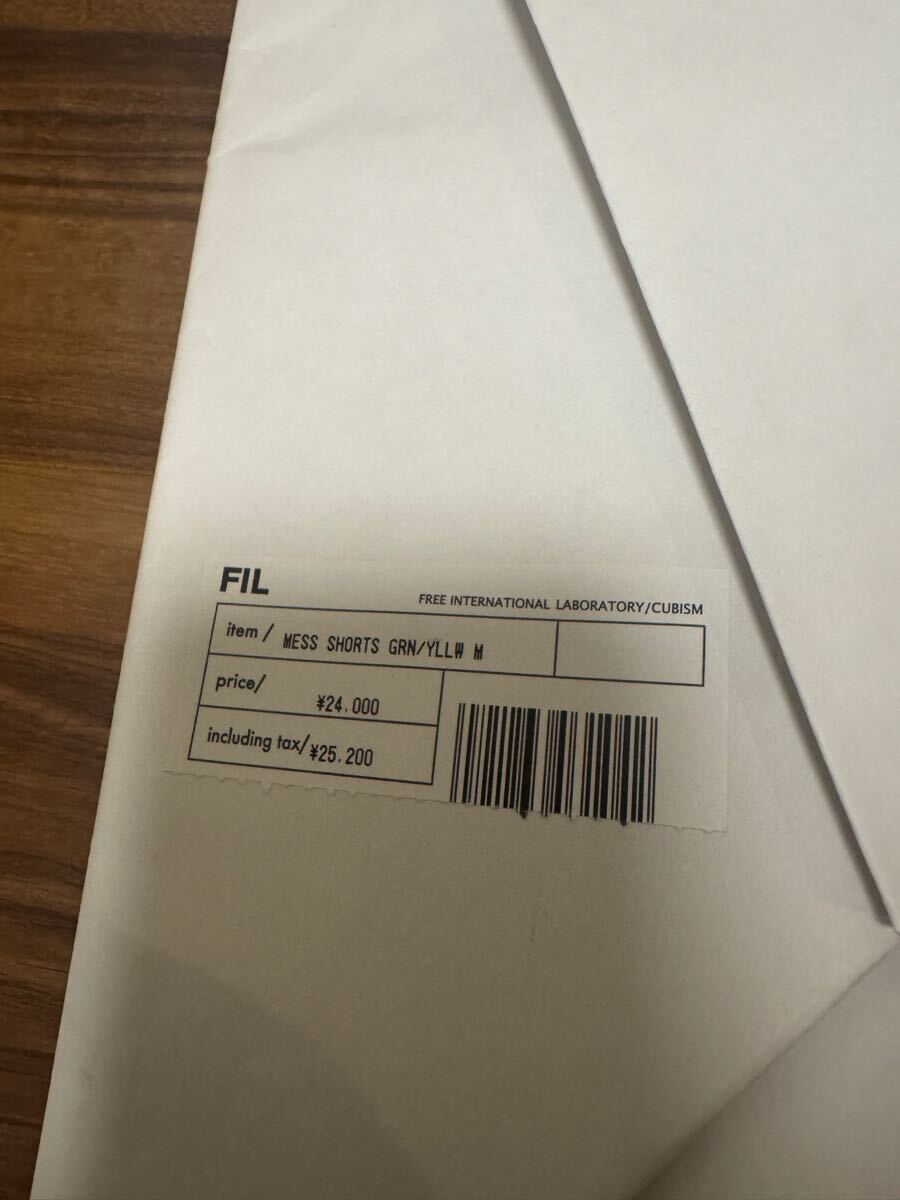 FIL
FREE INTERNATIONAL LABORATORY/CUBISM
item/ MESS SHORTS GRN/YLLW M
price/ ¥24,000
including tax/ ¥25,200